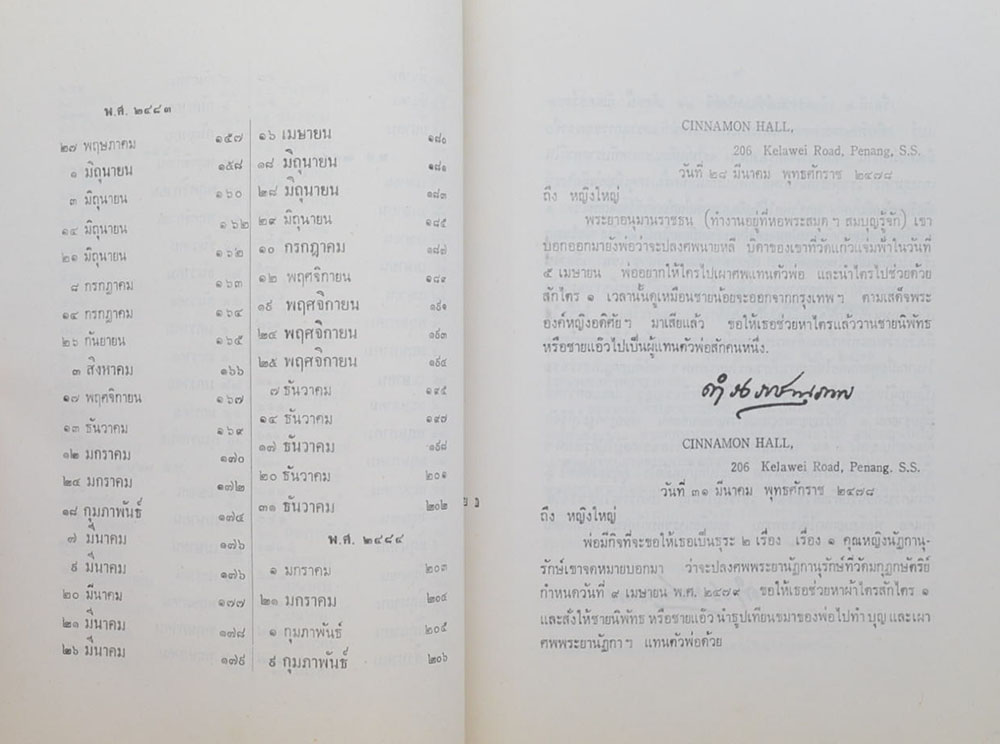 พ.ศ. ๒๔๘๓
๒๗ พฤษภาคม ๑๕๗
๑ มิถุนายน ๑๕๘
๓ มิถุนายน ๑๖๐
๑๔ มิถุนายน ๑๖๒
๒๑ มิถุนายน ๑๖๒
๘ กรกฎาคม ๑๖๓
๑๔ กรกฎาคม ๑๖๔
๒๖ กันยายน ๑๖๕
๓ สิงหาคม ๑๖๖
๑๗ พฤศจิกายน ๑๖๗
๑๓ ธันวาคม ๑๖๙
๑๒ มกราคม ๑๗๐
๒๔ มกราคม ๑๗๒
๑๘ กุมภาพันธ์ ๑๗๔
๗ มีนาคม ๑๗๖
๙ มีนาคม ๑๗๖
๒๐ มีนาคม ๑๗๗
๒๑ มีนาคม ๑๗๘
๒๖ มีนาคม ๑๗๙
๑๖ เมษายน ๑๘๐
๑๘ มิถุนายน ๑๘๑
๒๘ มิถุนายน ๑๘๓
๒๙ มิถุนายน ๑๘๕
๑๐ กรกฎาคม ๑๘๗
๑๒ พฤศจิกายน ๑๘๙
๑๙ พฤศจิกายน ๑๙๑
๒๔ พฤศจิกายน ๑๙๓
๒๕ พฤศจิกายน ๑๙๔
๗ ธันวาคม ๑๙๕
๑๔ ธันวาคม ๑๙๗
๑๗ ธันวาคม ๑๙๘
๒๐ ธันวาคม ๒๐๑
๓๑ ธันวาคม ๒๐๒
พ.ศ. ๒๔๘๔
๑ มกราคม ๒๐๓
๒๑ มกราคม ๒๐๔
๑ กุมภาพันธ์ ๒๐๕
๙ กุมภาพันธ์ ๒๐๖
CINNAMON HALL,
206 Kelawei Road, Penang, S.S.
วันที่ ๒๘ มีนาคม พุทธศักราช ๒๔๗๘
ถึง หญิงใหญ่
พระยาอนุมานราชธน (ทำงานอยู่ที่หอพระสมุดฯ สมบุญรู้จัก) เขา
บอกออกมายังพ่อว่าจะปลงศพนายหลี บิดาของเขาที่วัดแก้วแจ่มฟ้าในวันที่
๕ เมษายน พ่ออยากให้ใครไปเผาศพแทนตัวพ่อ และนำไตรไปช่วยด้วย
สักไตร ๑ เวลานั้นดูเหมือนชายน้อยจะออกจากกรุงเทพฯ ตามเสด็จพระ
องค์หญิงอดิศัยฯ มาเสียแล้ว ขอให้เธอช่วยหาไตรแล้ววานชายนิพัทธ
หรือชายแอ๊วไปเป็นผู้แทนตัวพ่อสักคนหนึ่ง.
ดำรงราชานุภาพ
CINNAMON HALL,
206 Kelawei Road, Penang. S.S.
วันที่ ๓๑ มีนาคม พุทธศักราช ๒๔๗๘
ถึง หญิงใหญ่
พ่อมีกิจที่จะขอให้เธอเป็นธุระ ๒ เรื่อง เรื่อง ๑ คุณหญิงนัฏกานุ-
รักษ์เขาจดหมายบอกมา ว่าจะปลงศพพระยานัฏกานุรักษ์ที่วัดมกุฎกษัตริย์
กำหนดวันที่ ๙ เมษายน พ.ศ. ๒๔๗๙ ขอให้เธอช่วยหาผ้าไตรสักไตร ๑
และสั่งให้ชายนิพัทธ หรือชายแอ๊ว นำธูปเทียนขมาของพ่อไปทำบุญ และเผา
ศพพระยานัฏกาฯ แทนตัวพ่อด้วย